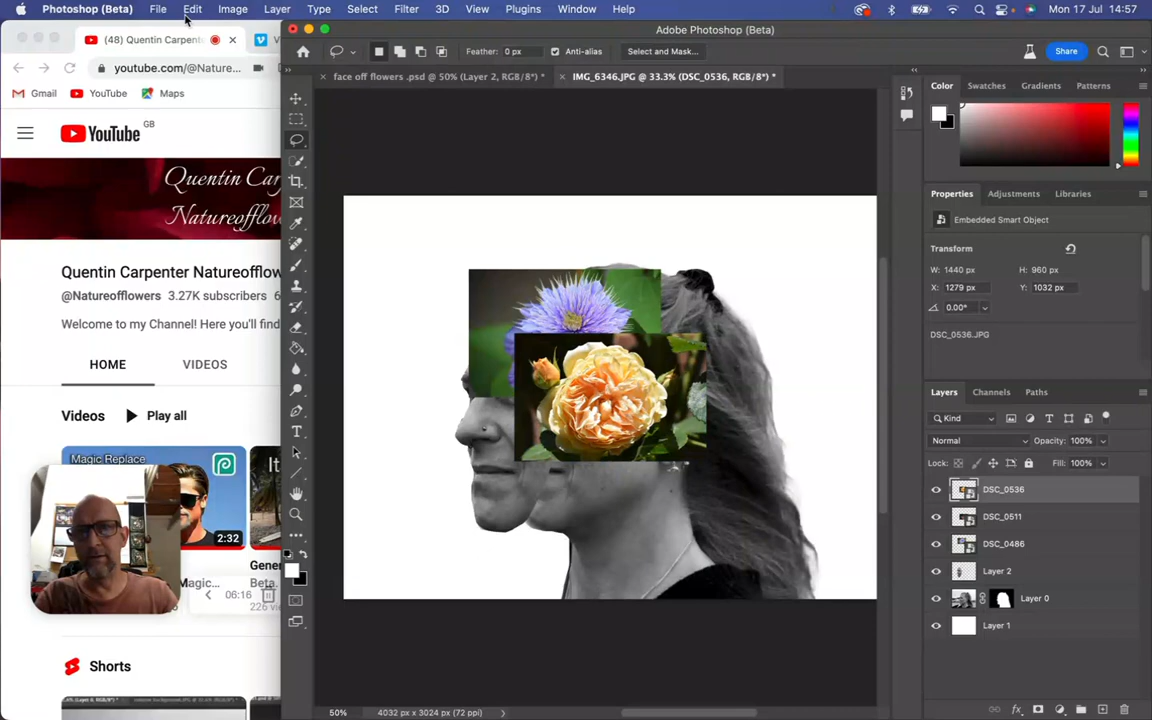 Photoshop (Beta) File Edit Image Layer Type Select Filter 3D View Plugins Window Help Mon 17 Jul 14:57
(48) Quentin Carpente
Adobe Photoshop (Beta)
youtube.com/@Nature...
Feather: 0 px Anti-alias Select and Mask... Share
face off flowers .psd @ 50% (Layer 2, RGB/8*) * IMG_6346.JPG @ 33.3% (DSC_0536, RGB/8*) *
Gmail YouTube Maps
Color Swatches Gradients Patterns
YouTube GB
Quentin Car
Natureofflow
Properties Adjustments Libraries
Embedded Smart Object
Transform
W: 1440 px H: 960 px
X: 1279 px Y: 1032 px
0.00°
DSC_0536.JPG
Quentin Carpenter Natureofflow
@Natureofflowers 3.27K subscribers 6
Welcome to my Channel! Here you'll find
HOME VIDEOS
Layers Channels Paths
Kind
Normal Opacity: 100%
Lock: Fill: 100%
DSC_0536
DSC_0511
DSC_0486
Layer 2
Layer 0
Layer 1
Videos Play all
Magic Replace
It
2:32
Gener
Magic... Beta.
06:16
226 vi
Shorts
50% 4032 px x 3024 px (72 ppi)